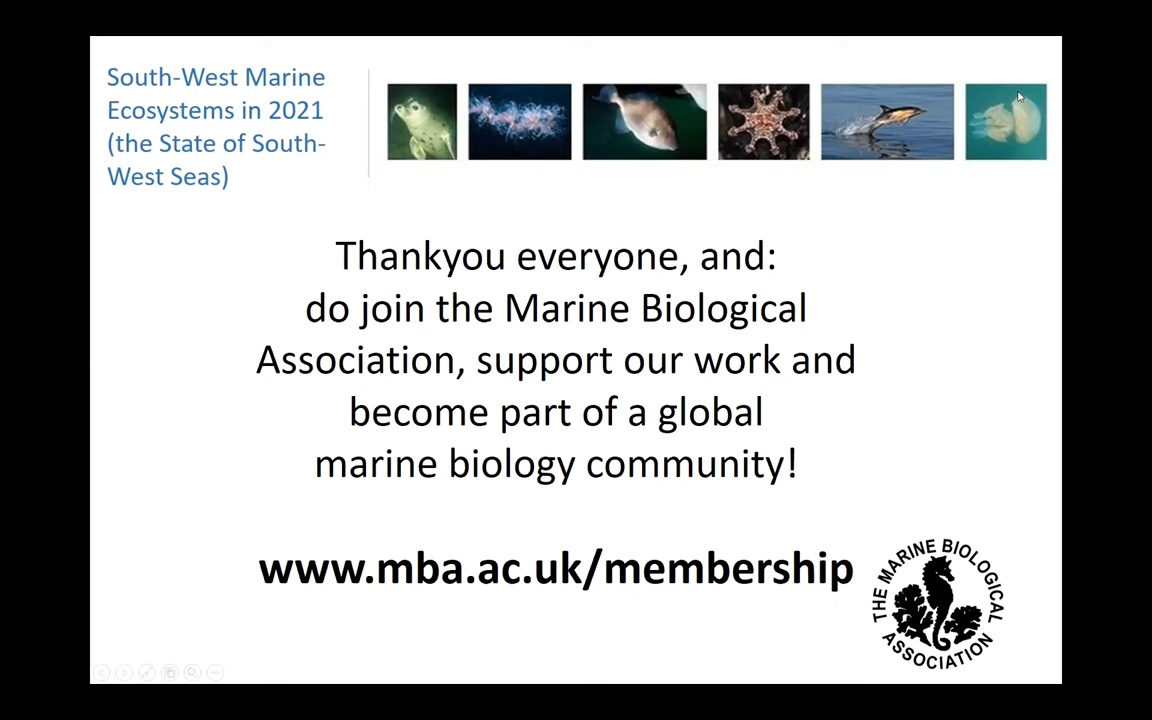 South-West Marine
Ecosystems in 2021
(the State of South-
West Seas)
Thankyou everyone, and:
do join the Marine Biological
Association, support our work and
become part of a global
marine biology community!
www.mba.ac.uk/membership
THE MARINE BIOLOGICAL
ASSOCIATION